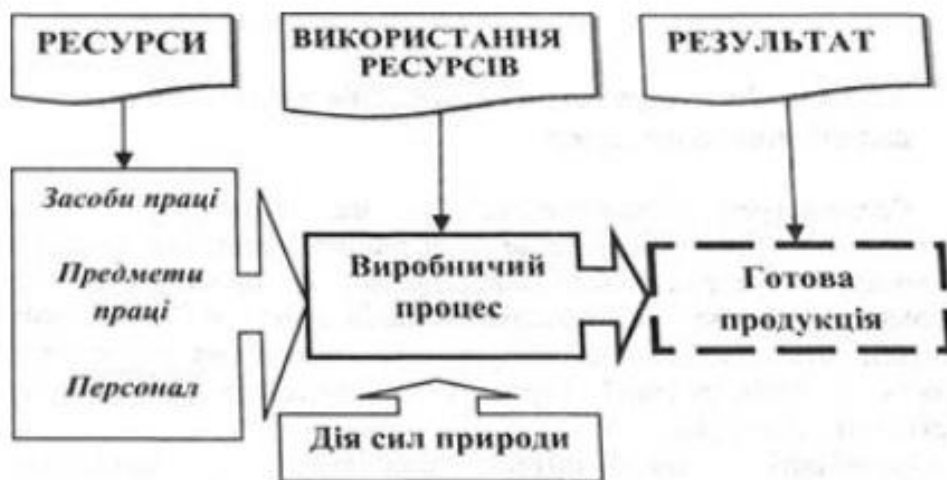 РЕСУРСИ
ВИКОРИСТАННЯ
РЕСУРСІВ
РЕЗУЛЬТАТ
Засоби праці
Предмети
праці
Персонал
Виробничий
процес
Готова
продукція
Дія сил природи